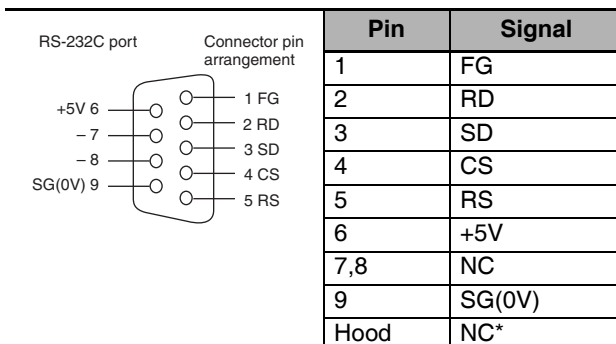 RS-232C port
Connector pin
arrangement
+5V 6
– 7
– 8
SG(0V) 9
1 FG
2 RD
3 SD
4 CS
5 RS
Pin Signal
1 FG
2 RD
3 SD
4 CS
5 RS
6 +5V
7,8 NC
9 SG(0V)
Hood NC*